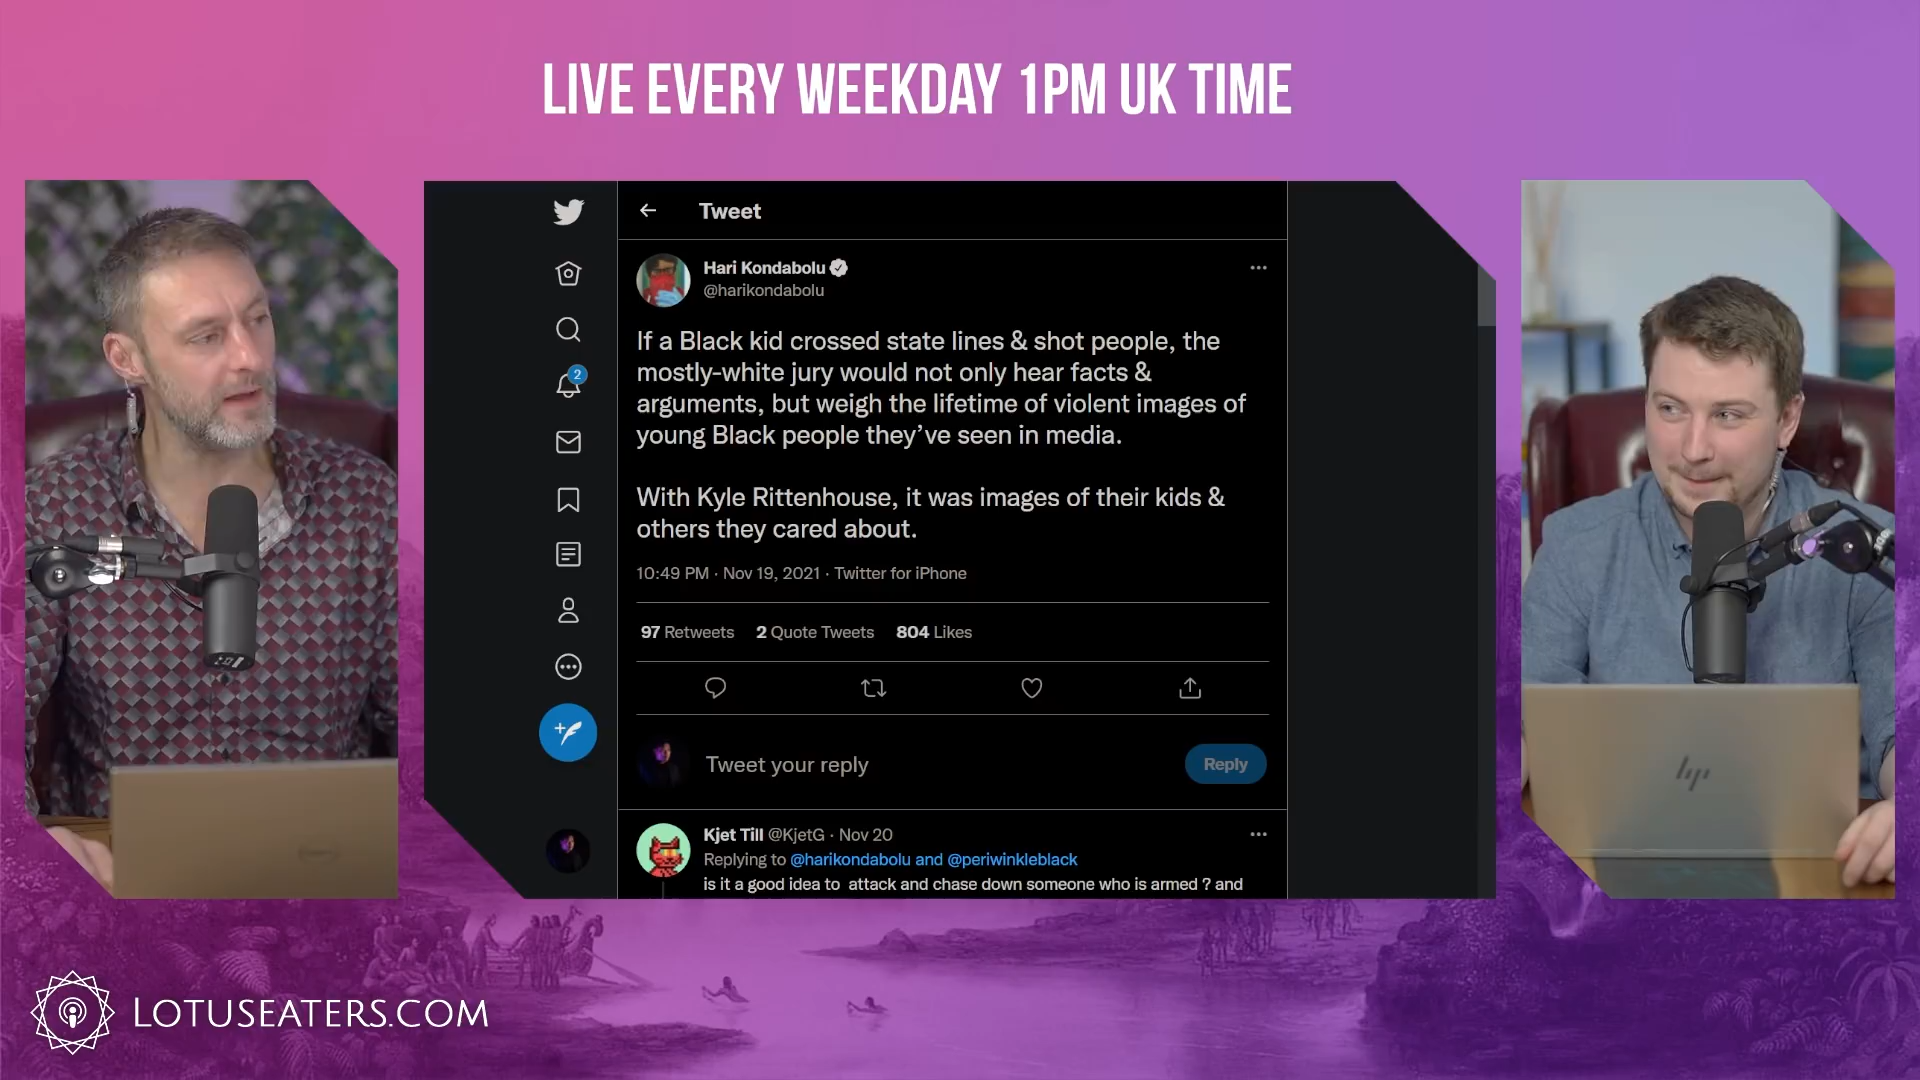 LIVE EVERY WEEKDAY 1PM UK TIME
Tweet
Hari Kondabolu
@harikondabolu
If a Black kid crossed state lines & shot people, the
mostly-white jury would not only hear facts &
arguments, but weigh the lifetime of violent images of
young Black people they’ve seen in media.
With Kyle Rittenhouse, it was images of their kids &
others they cared about.
10:49 PM · Nov 19, 2021 · Twitter for iPhone
97 Retweets 2 Quote Tweets 804 Likes
2
Tweet your reply
Reply
Kjet Till @KjetG · Nov 20
Replying to @harikondabolu and @periwinkleblack
is it a good idea to attack and chase down someone who is armed ? and
hp
LOTUSEATERS.COM